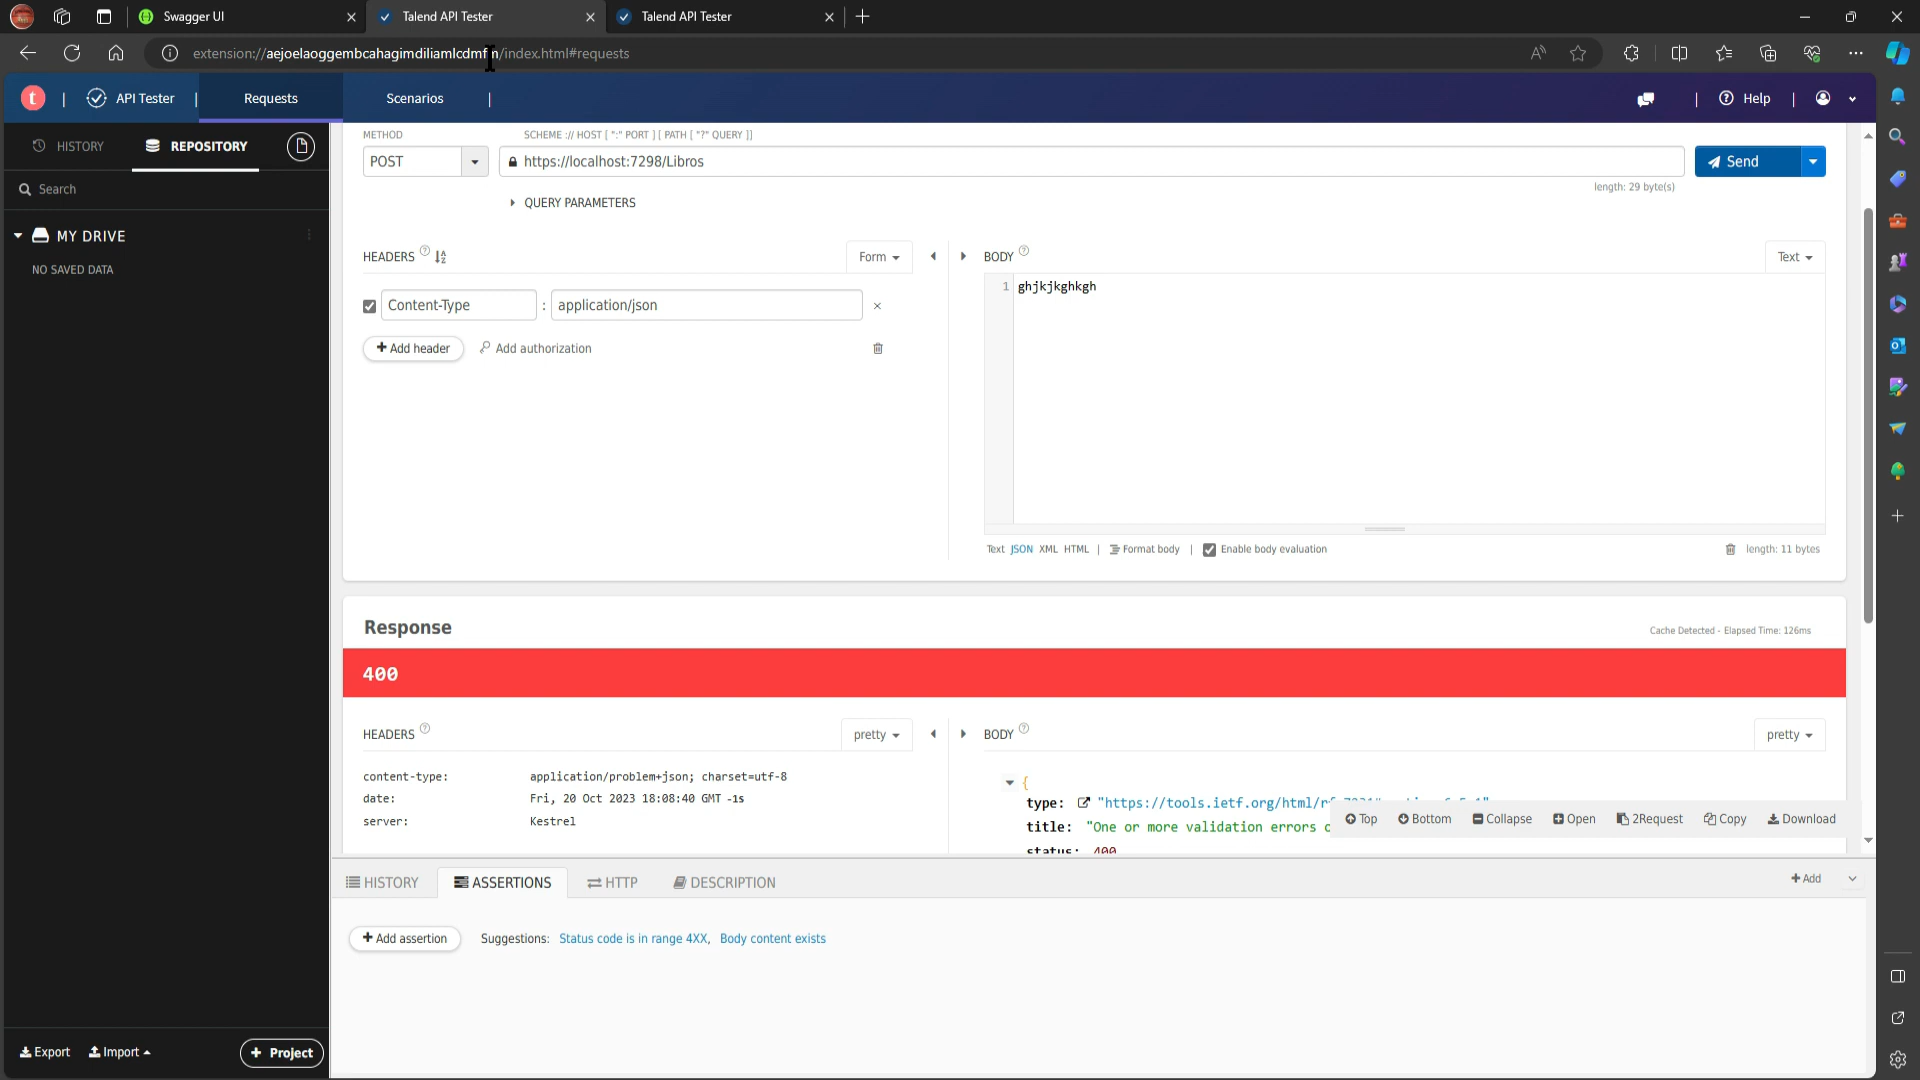 Swagger UI
Talend API Tester
Talend API Tester
extension://aejoelaoggembcahagimdiliamlcdmfm/index.html#requests
t | API Tester | Requests Scenarios | | Help |
HISTORY REPOSITORY
Search
MY DRIVE
NO SAVED DATA
METHOD SCHEME :// HOST [ ":" PORT ] [ PATH [ "?" QUERY ]]
POST https://localhost:7298/Libros Send
length: 29 byte(s)
QUERY PARAMETERS
HEADERS ? Form BODY ? Text
Content-Type : application/json ×
1 ghjkjkghkgh
+ Add header Add authorization
Text JSON XML HTML | Format body | Enable body evaluation length: 11 bytes
Response
Cache Detected - Elapsed Time: 126ms
400
HEADERS ? pretty BODY ? pretty
content-type: application/problem+json; charset=utf-8
date: Fri, 20 Oct 2023 18:08:40 GMT -1s
server: Kestrel
{
type: "https://tools.ietf.org/html/
title: "One or more validation errors
status: 400
Top Bottom Collapse Open 2Request Copy Download
HISTORY ASSERTIONS HTTP DESCRIPTION + Add
+ Add assertion Suggestions: Status code is in range 4XX, Body content exists
Export Import + Project